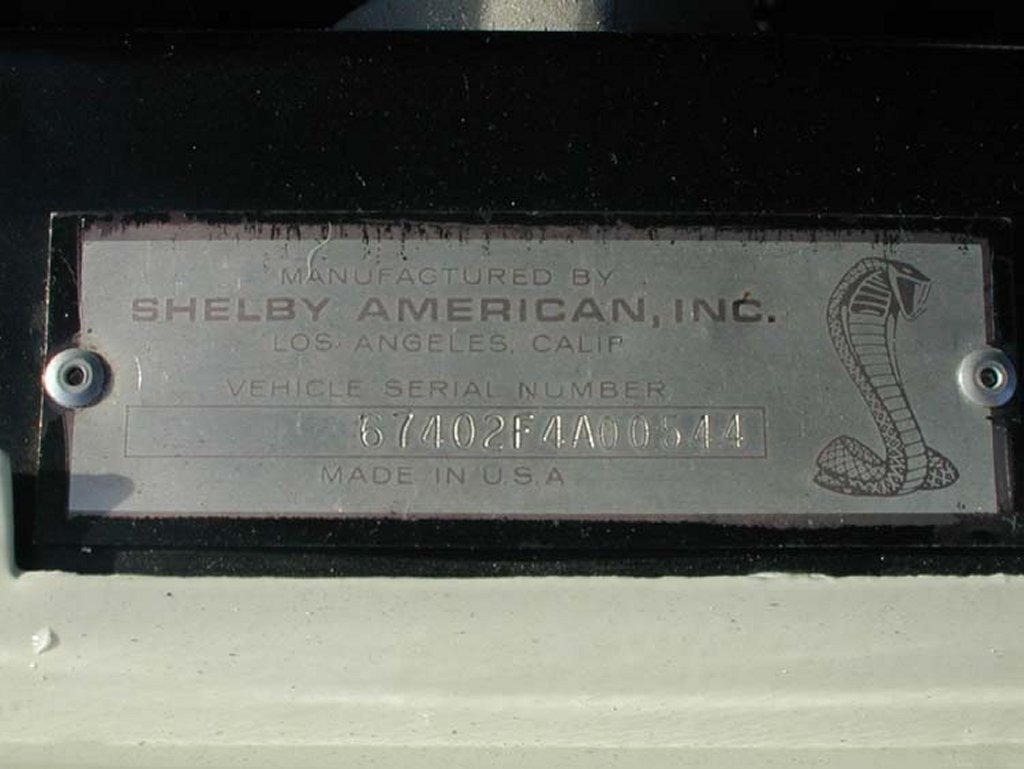 MANUFACTURED BY
SHELBY AMERICAN, INC.
LOS ANGELES, CALIF
VEHICLE SERIAL NUMBER
67402F4A00544
MADE IN U.S.A